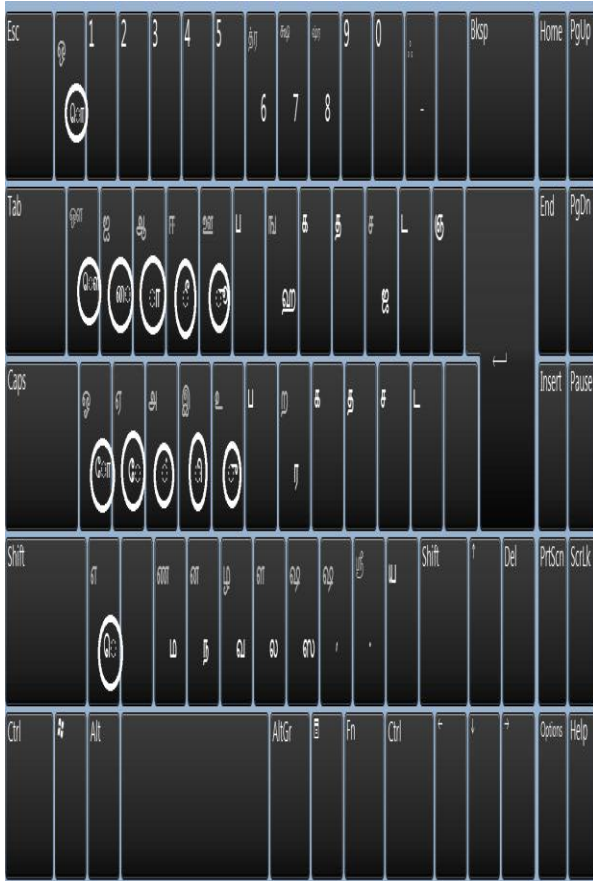 Esc ஒ ொ 1 2 3 4 5 த்ர 6 க்ஷ 7 ஷ்ர 8 9 0 : - Bksp Home PgUp
Tab ஔ ௌ ஐ ை ஆ ா ஈ ீ ஊ ூ ப ங ஹ க த ச ஜ ட ஞ End PgDn
Caps ஓ ோ ஏ ே அ ் இ ி உ ு ப ற ர க த ச ட Insert Pause
Shift எ ெ ண ம ன ந ழ வ ள ல ஷ ஸ ஷ , ஸ்ரீ . ய Shift ↑ Del PrtScn ScrLk
Ctrl Alt AltGr Fn Ctrl ← ↓ → Options Help